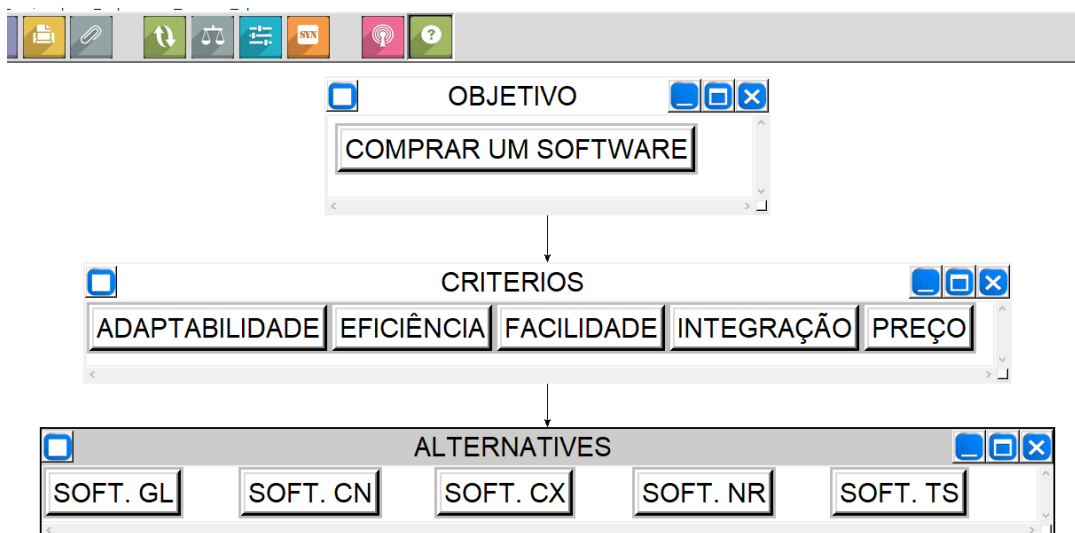 SYN
?
OBJETIVO
COMPRAR UM SOFTWARE
CRITERIOS
ADAPTABILIDADE EFICIÊNCIA FACILIDADE INTEGRAÇÃO PREÇO
ALTERNATIVES
SOFT. GL SOFT. CN SOFT. CX SOFT. NR SOFT. TS